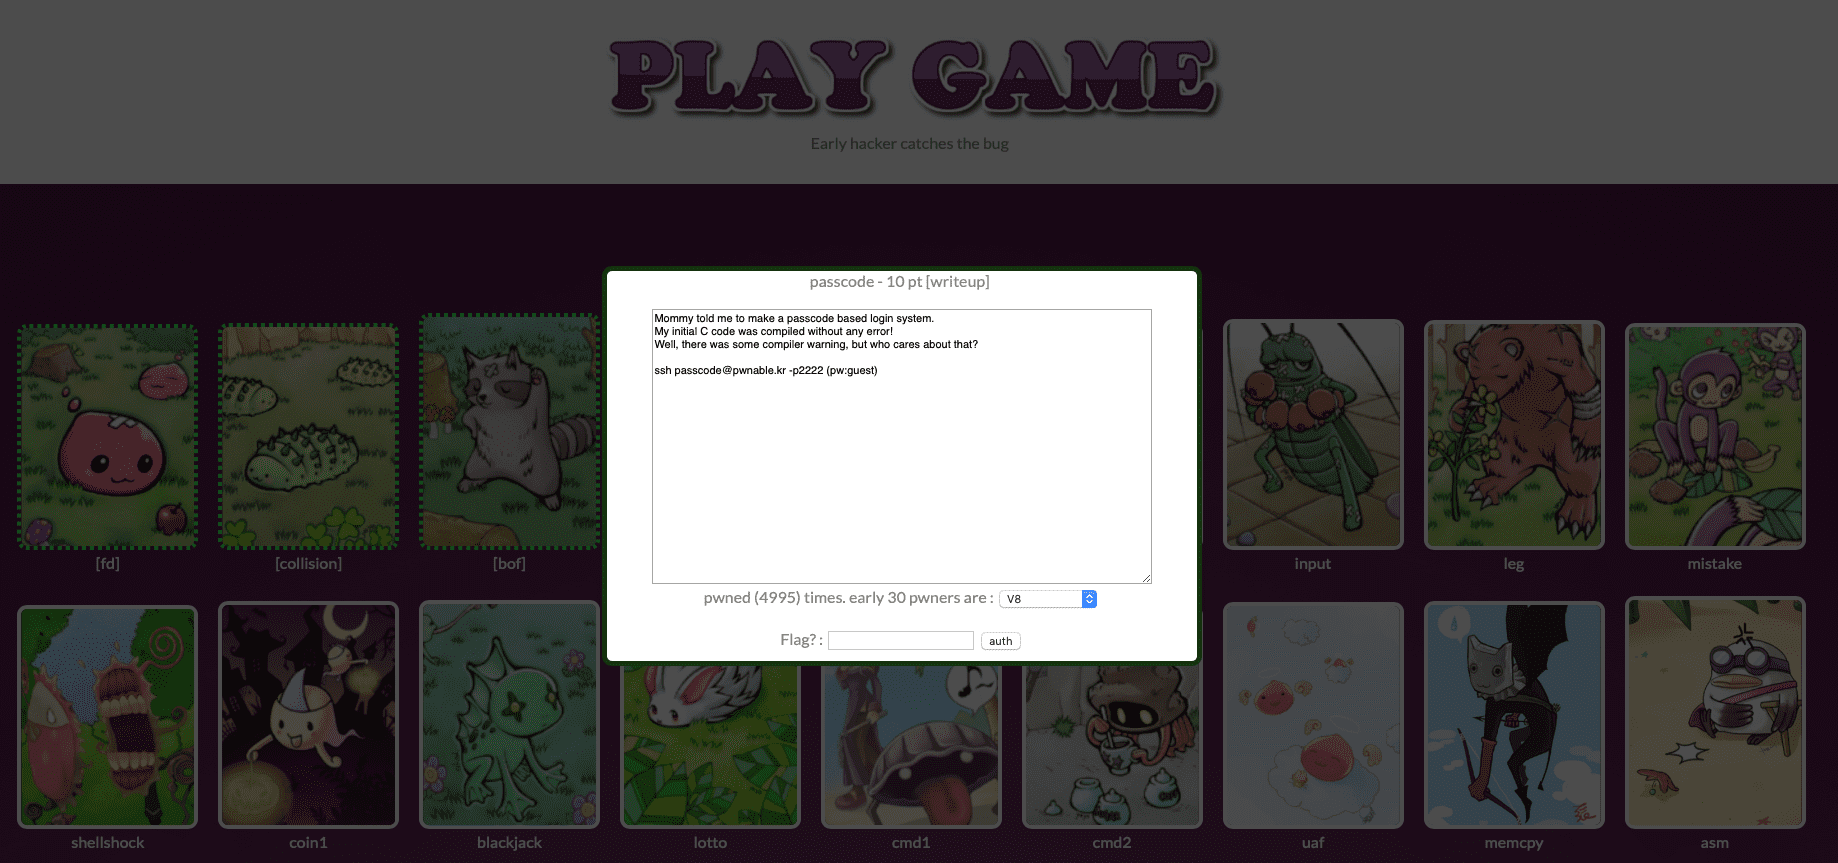 PLAY GAME
Early hacker catches the bug
passcode - 10 pt [writeup]
Mommy told me to make a passcode based login system.
My initial C code was compiled without any error!
Well, there was some compiler warning, but who cares about that?
ssh passcode@pwnable.kr -p2222 (pw:guest)
pwned (4995) times. early 30 pwners are : V8
Flag? : auth
[fd] [collision] [bof] input leg mistake
shellshock coin1 blackjack lotto cmd1 cmd2 uaf memcpy asm